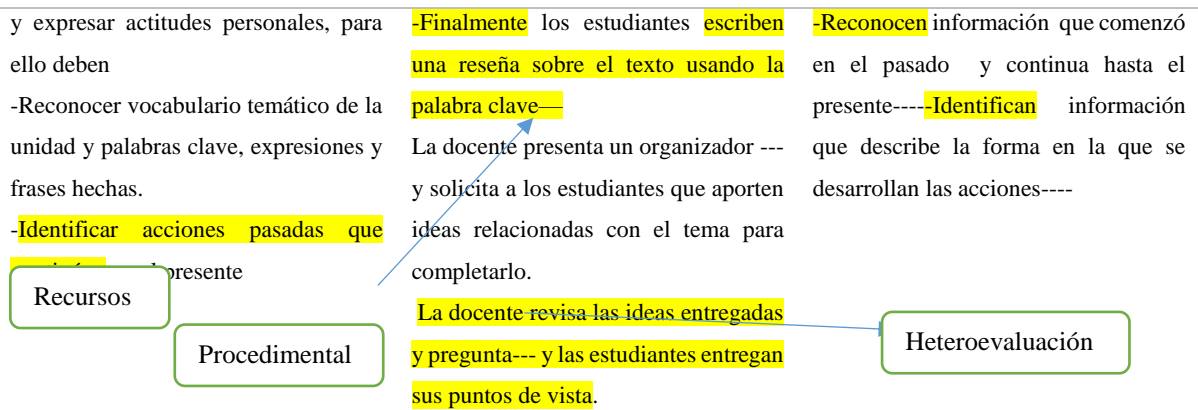 y expresar actitudes personales, para
ello deben
-Reconocer vocabulario temático de la
unidad y palabras clave, expresiones y
frases hechas.
-Identificar acciones pasadas que
presente
Recursos
Procedimental
-Finalmente los estudiantes escriben
una reseña sobre el texto usando la
palabra clave—
La docente presenta un organizador ---
y solicita a los estudiantes que aporten
ideas relacionadas con el tema para
completarlo.
La docente revisa las ideas entregadas
y pregunta--- y las estudiantes entregan
sus puntos de vista.
-Reconocen información que comenzó
en el pasado y continua hasta el
presente-----Identifican información
que describe la forma en la que se
desarrollan las acciones----
Heteroevaluación